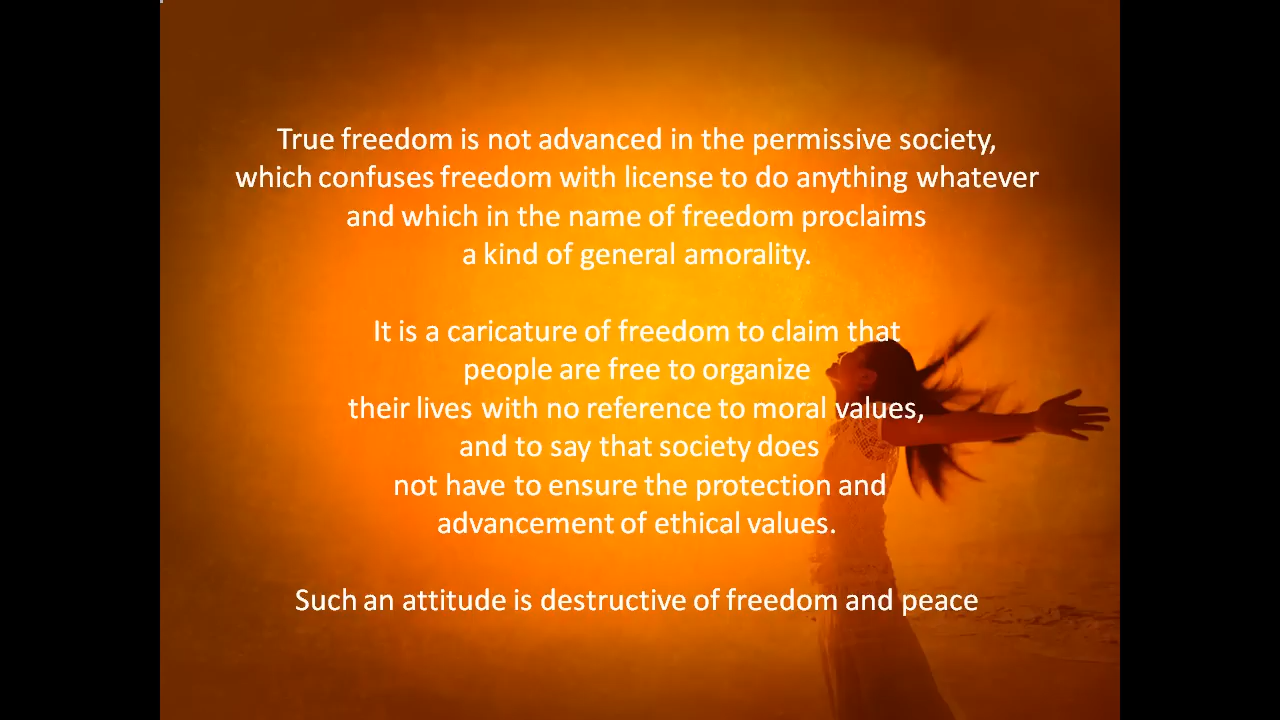 True freedom is not advanced in the permissive society,
which confuses freedom with license to do anything whatever
and which in the name of freedom proclaims
a kind of general amorality.
It is a caricature of freedom to claim that
people are free to organize
their lives with no reference to moral values,
and to say that society does
not have to ensure the protection and
advancement of ethical values.
Such an attitude is destructive of freedom and peace